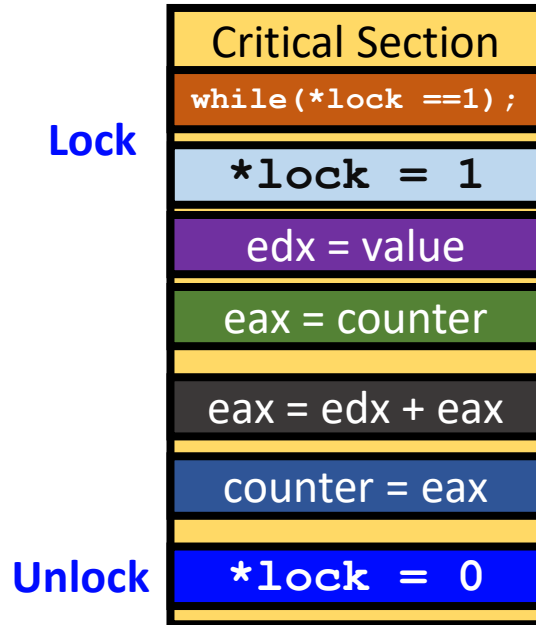 Critical Section
while(*lock ==1);
Lock
*lock = 1
edx = value
eax = counter
eax = edx + eax
counter = eax
Unlock
*lock = 0